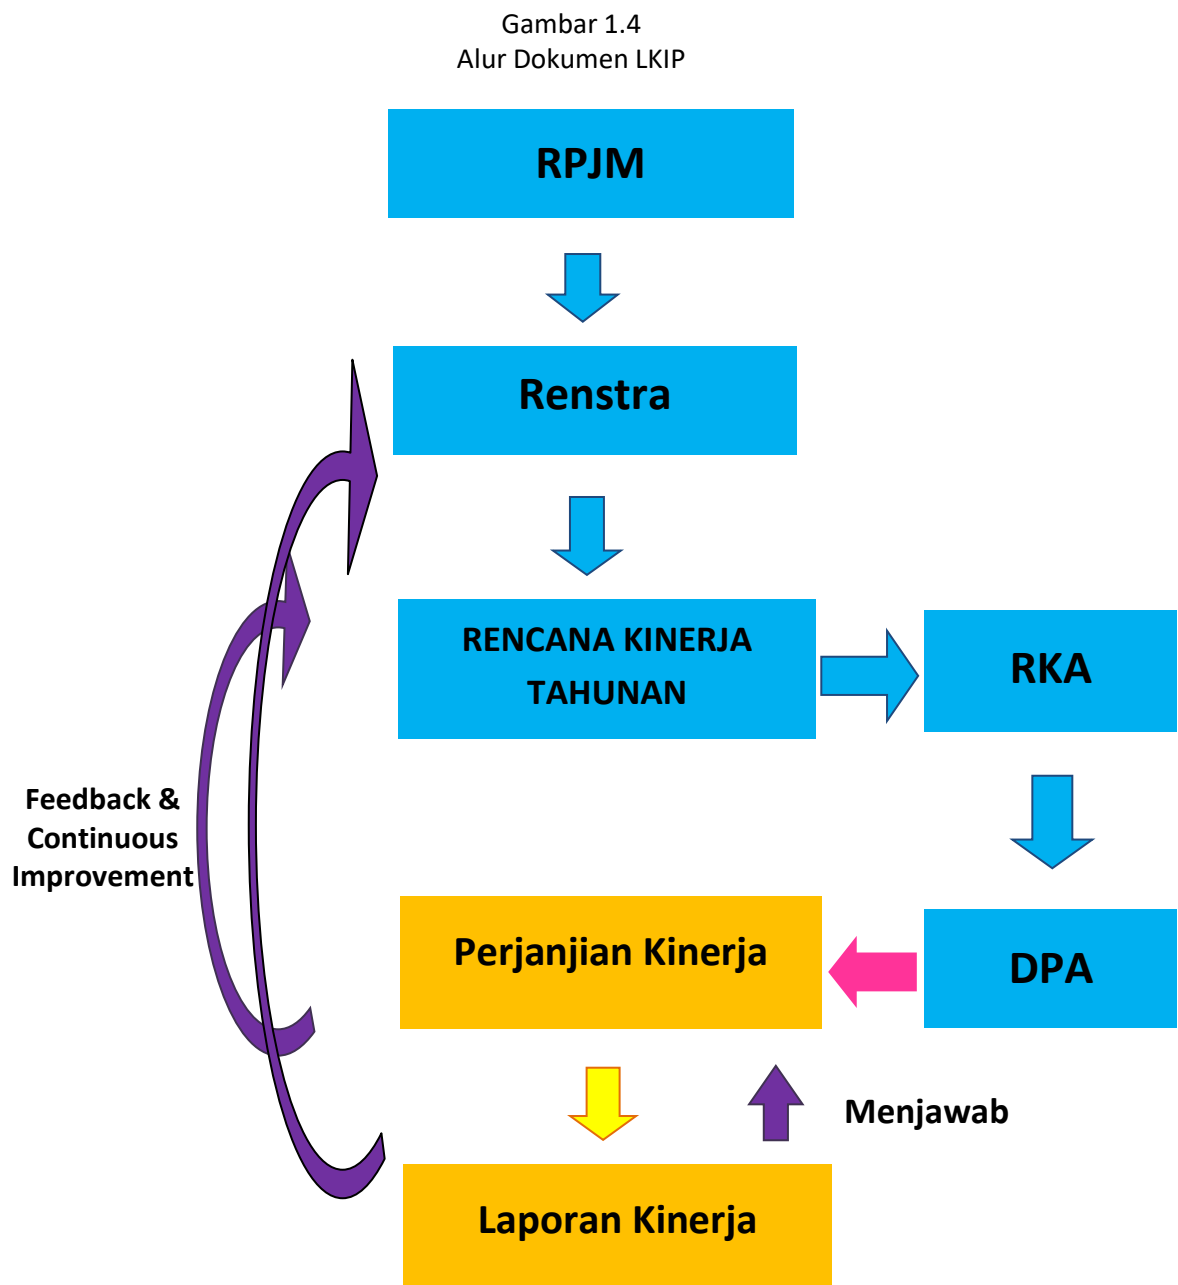 Gambar 1.4
Alur Dokumen LKIP
RPJM
Renstra
RENCANA KINERJA
TAHUNAN
RKA
Feedback &
Continuous
Improvement
Perjanjian Kinerja
DPA
Menjawab
Laporan Kinerja